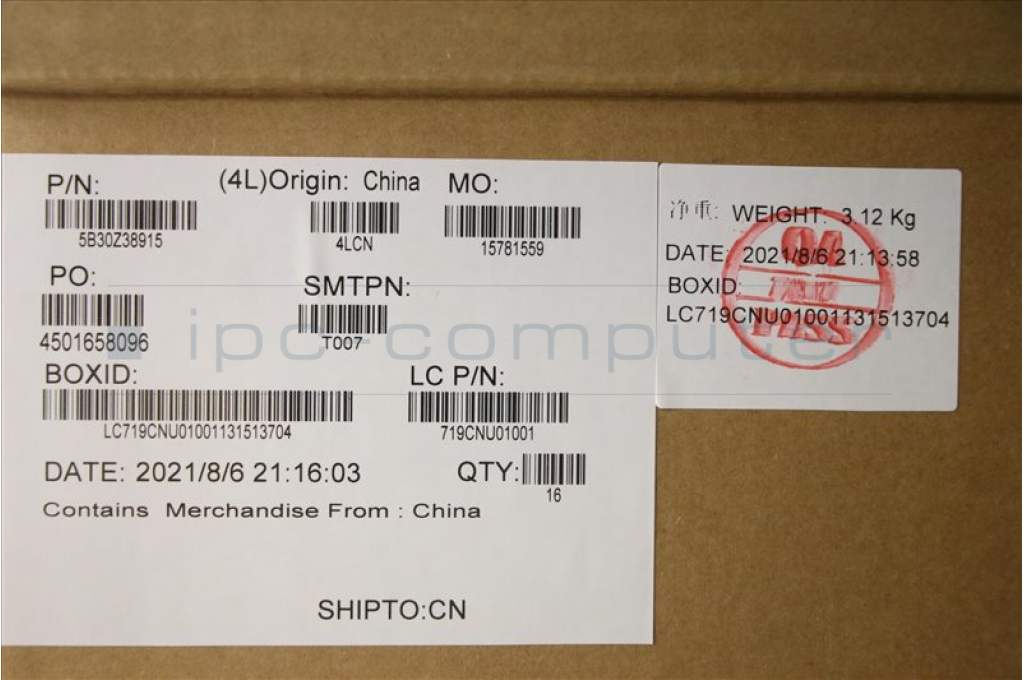 P/N:
5B30Z38915
(4L)Origin: China
4LCN
MO:
15781559
PO:
4501658096
SMTPN:
T007
BOXID:
LC719CNU01001131513704
LC P/N:
719CNU01001
DATE: 2021/8/6 21:16:03
QTY:
16
Contains Merchandise From : China
SHIPTO:CN
净重: WEIGHT: 3.12 Kg
DATE: 2021/8/6 21:13:58
BOXID:
LC719CNU01001131513704
PASS
ipc-computer